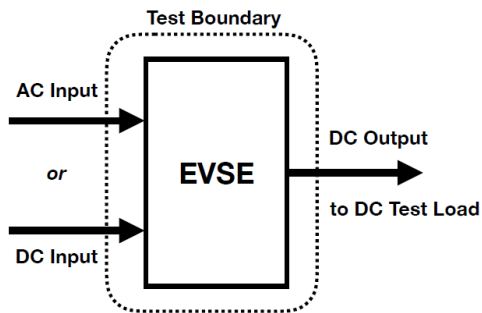 Test Boundary
AC Input
or
DC Input
EVSE
DC Output
to DC Test Load